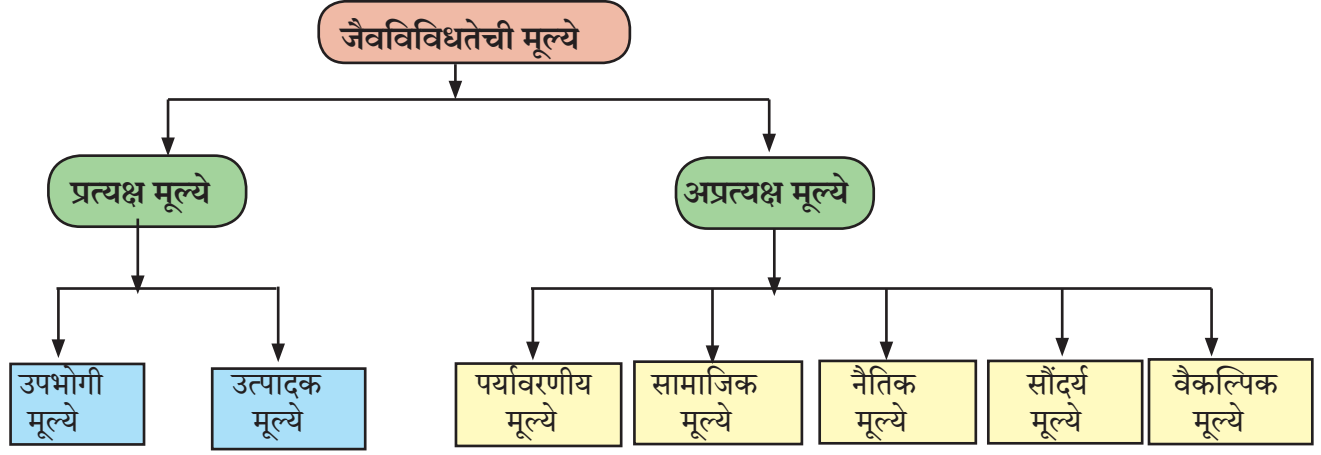 जैवविविधतेची मूल्ये
प्रत्यक्ष मूल्ये
अप्रत्यक्ष मूल्ये
उपभोगी
मूल्ये
उत्पादक
मूल्ये
पर्यावरणीय
मूल्ये
सामाजिक
मूल्ये
नैतिक
मूल्ये
सौंदर्य
मूल्ये
वैकल्पिक
मूल्ये